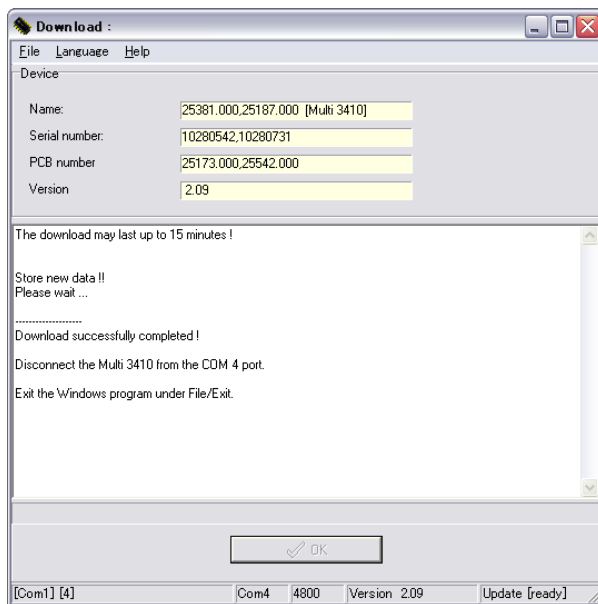 Download :
File Language Help
Device
Name: 25381.000,25187.000 [Multi 3410]
Serial number: 10280542,10280731
PCB number 25173.000,25542.000
Version 2.09
The download may last up to 15 minutes !
Store new data !!
Please wait ...
--------------------
Download successfully completed !
Disconnect the Multi 3410 from the COM 4 port.
Exit the Windows program under File/Exit.
OK
[Com1] [4] Com4 4800 Version 2.09 Update [ready]